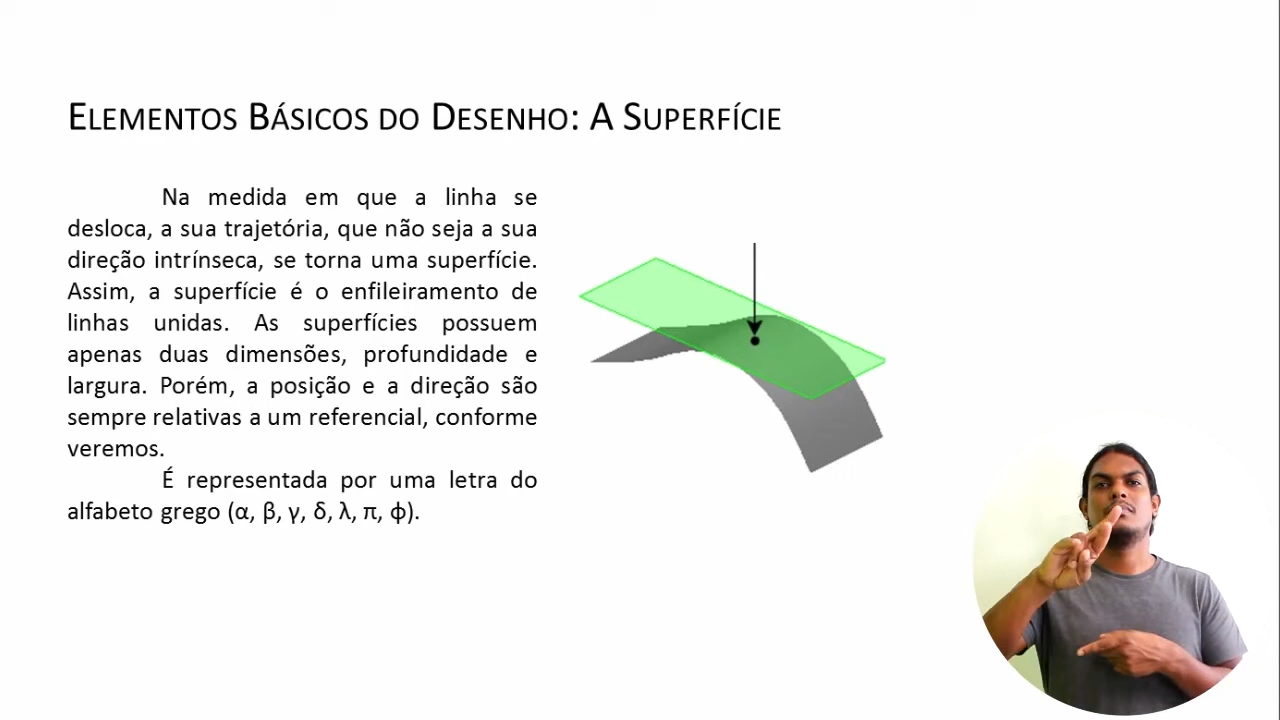 Elementos Básicos do Desenho: A Superfície
Na medida em que a linha se
desloca, a sua trajetória, que não seja a sua
direção intrínseca, se torna uma superfície.
Assim, a superfície é o enfileiramento de
linhas unidas. As superfícies possuem
apenas duas dimensões, profundidade e
largura. Porém, a posição e a direção são
sempre relativas a um referencial, conforme
veremos.
É representada por uma letra do
alfabeto grego (α, β, γ, δ, λ, π, ϕ).